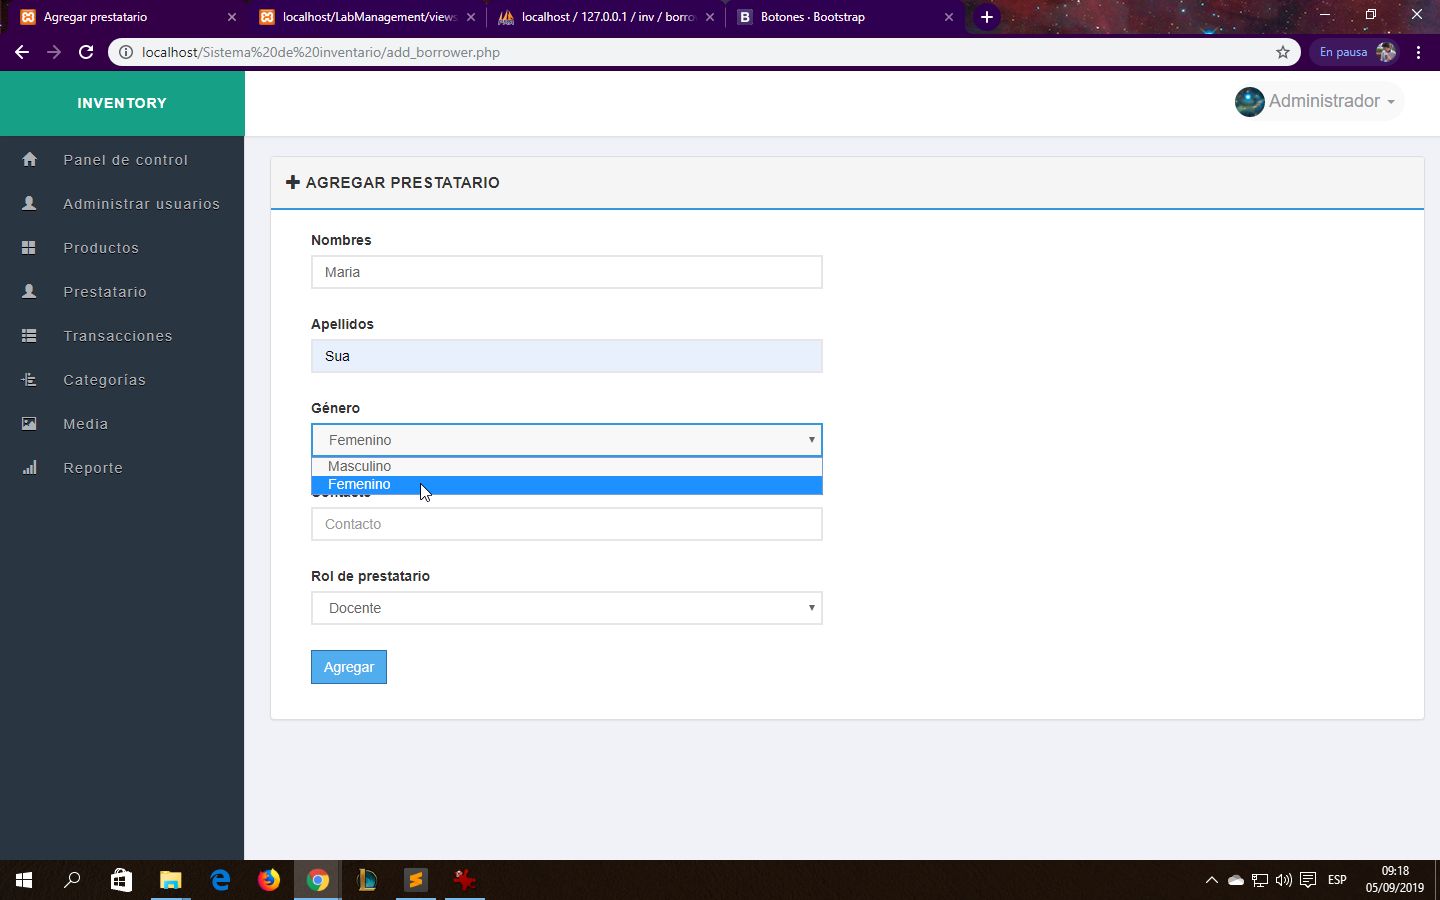 Agregar prestatario
localhost/LabManagement/views
localhost / 127.0.0.1 / inv / borro
B Botones · Bootstrap
localhost/Sistema%20de%20inventario/add_borrower.php
En pausa
INVENTORY
Administrador
Panel de control
Administrar usuarios
Productos
Prestatario
Transacciones
Categorías
Media
Reporte
AGREGAR PRESTATARIO
Nombres
Maria
Apellidos
Sua
Género
Femenino
Masculino
Femenino
Contacto
Contacto
Rol de prestatario
Docente
Agregar
ESP
09:18
05/09/2019